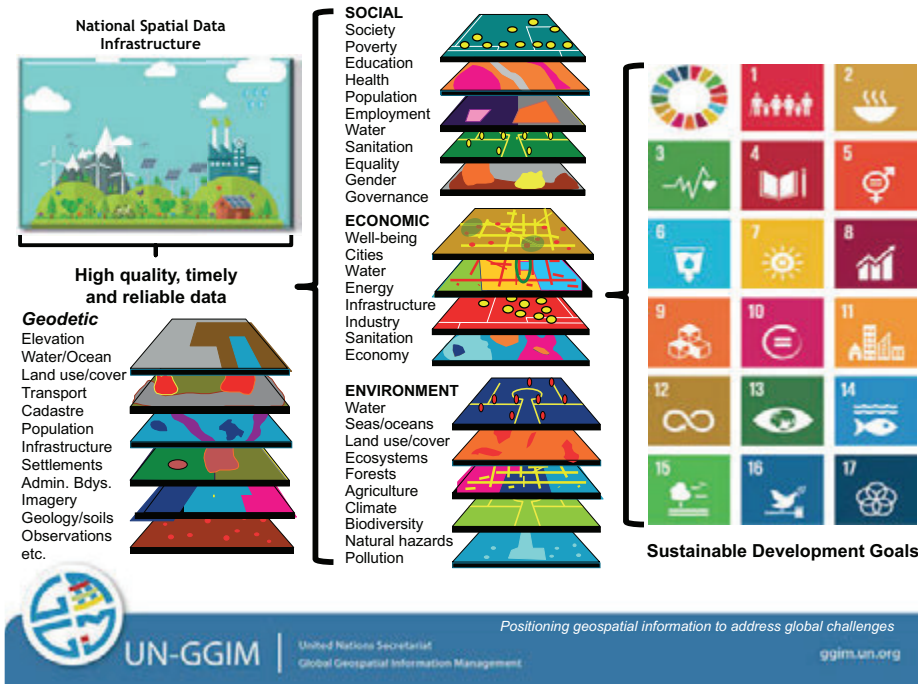 National Spatial Data
Infrastructure
High quality, timely
and reliable data
Geodetic
Elevation
Water/Ocean
Land use/cover
Transport
Cadastre
Population
Infrastructure
Settlements
Admin. Bdys.
Imagery
Geology/soils
Observations
etc.
SOCIAL
Society
Poverty
Education
Health
Population
Employment
Water
Sanitation
Equality
Gender
Governance
ECONOMIC
Well-being
Cities
Water
Energy
Infrastructure
Industry
Sanitation
Economy
ENVIRONMENT
Water
Seas/oceans
Land use/cover
Ecosystems
Forests
Agriculture
Climate
Biodiversity
Natural hazards
Pollution
1
2
3
4
5
6
7
8
9
10
11
12
13
14
15
16
17
Sustainable Development Goals
Positioning geospatial information to address global challenges
UN-GGIM
United Nations Secretariat
Global Geospatial Information Management
ggim.un.org